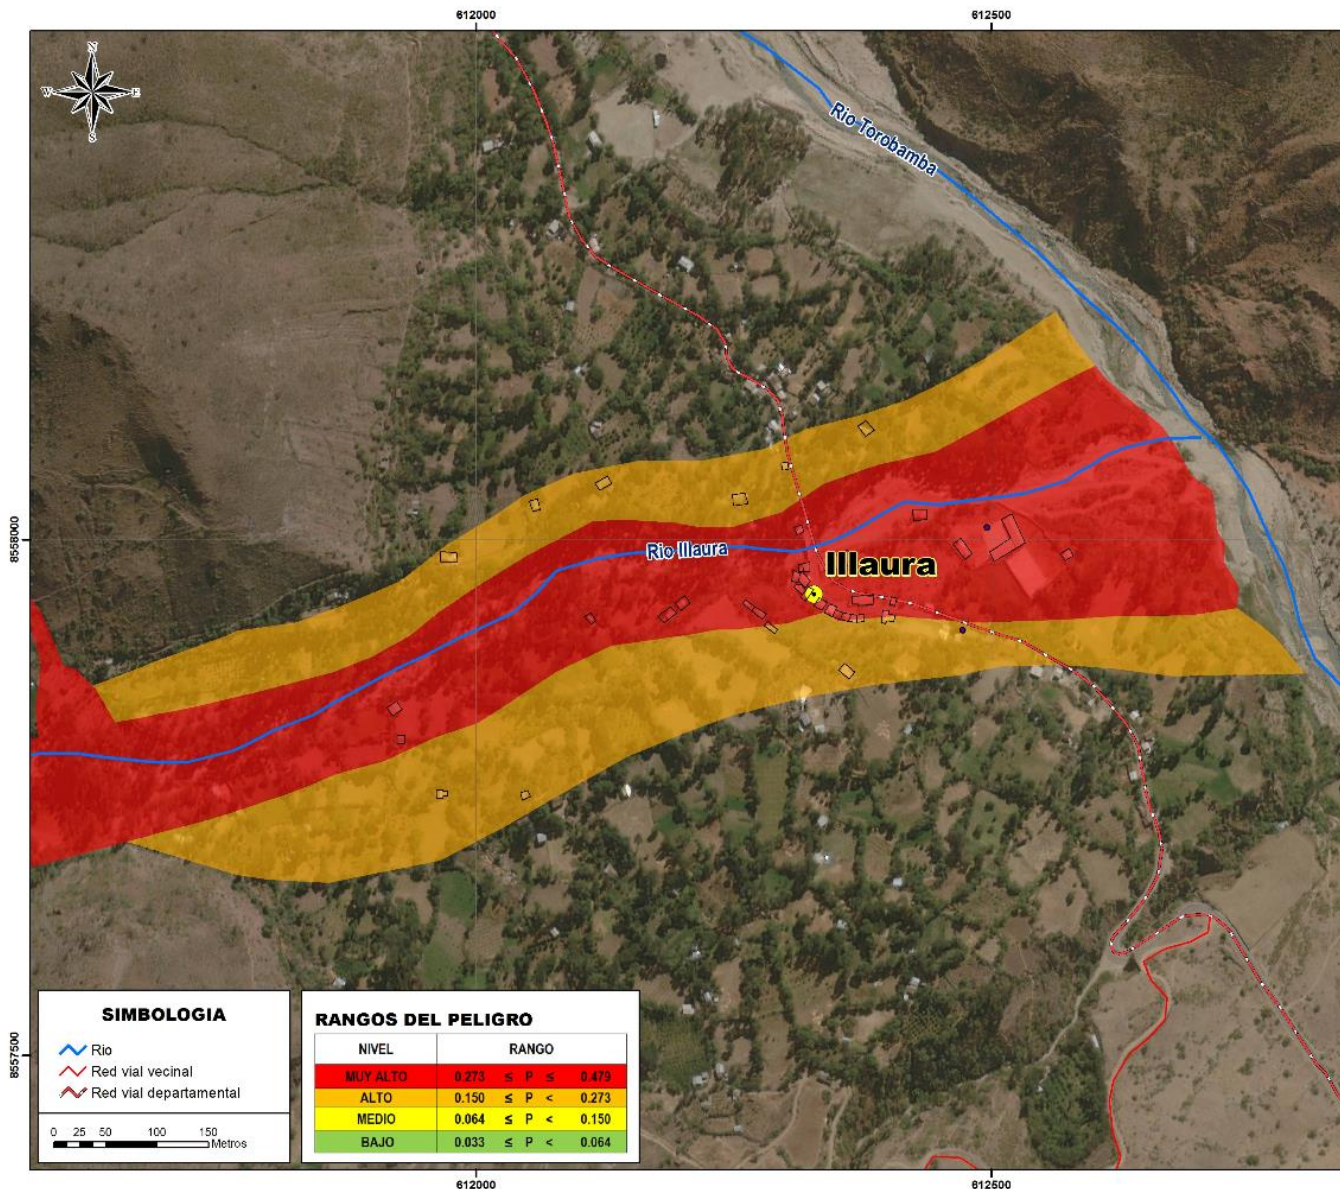 612000
612500
N
W
E
S
Rio Torobamba
8558000
Rio Illaura
Illaura
8557500
SIMBOLOGIA
Rio
Red vial vecinal
Red vial departamental
0 25 50 100 150
Metros
RANGOS DEL PELIGRO
NIVEL RANGO
MUY ALTO 0.273 ≤ P ≤ 0.479
ALTO 0.150 ≤ P < 0.273
MEDIO 0.064 ≤ P < 0.150
BAJO 0.033 ≤ P < 0.064
612000
612500